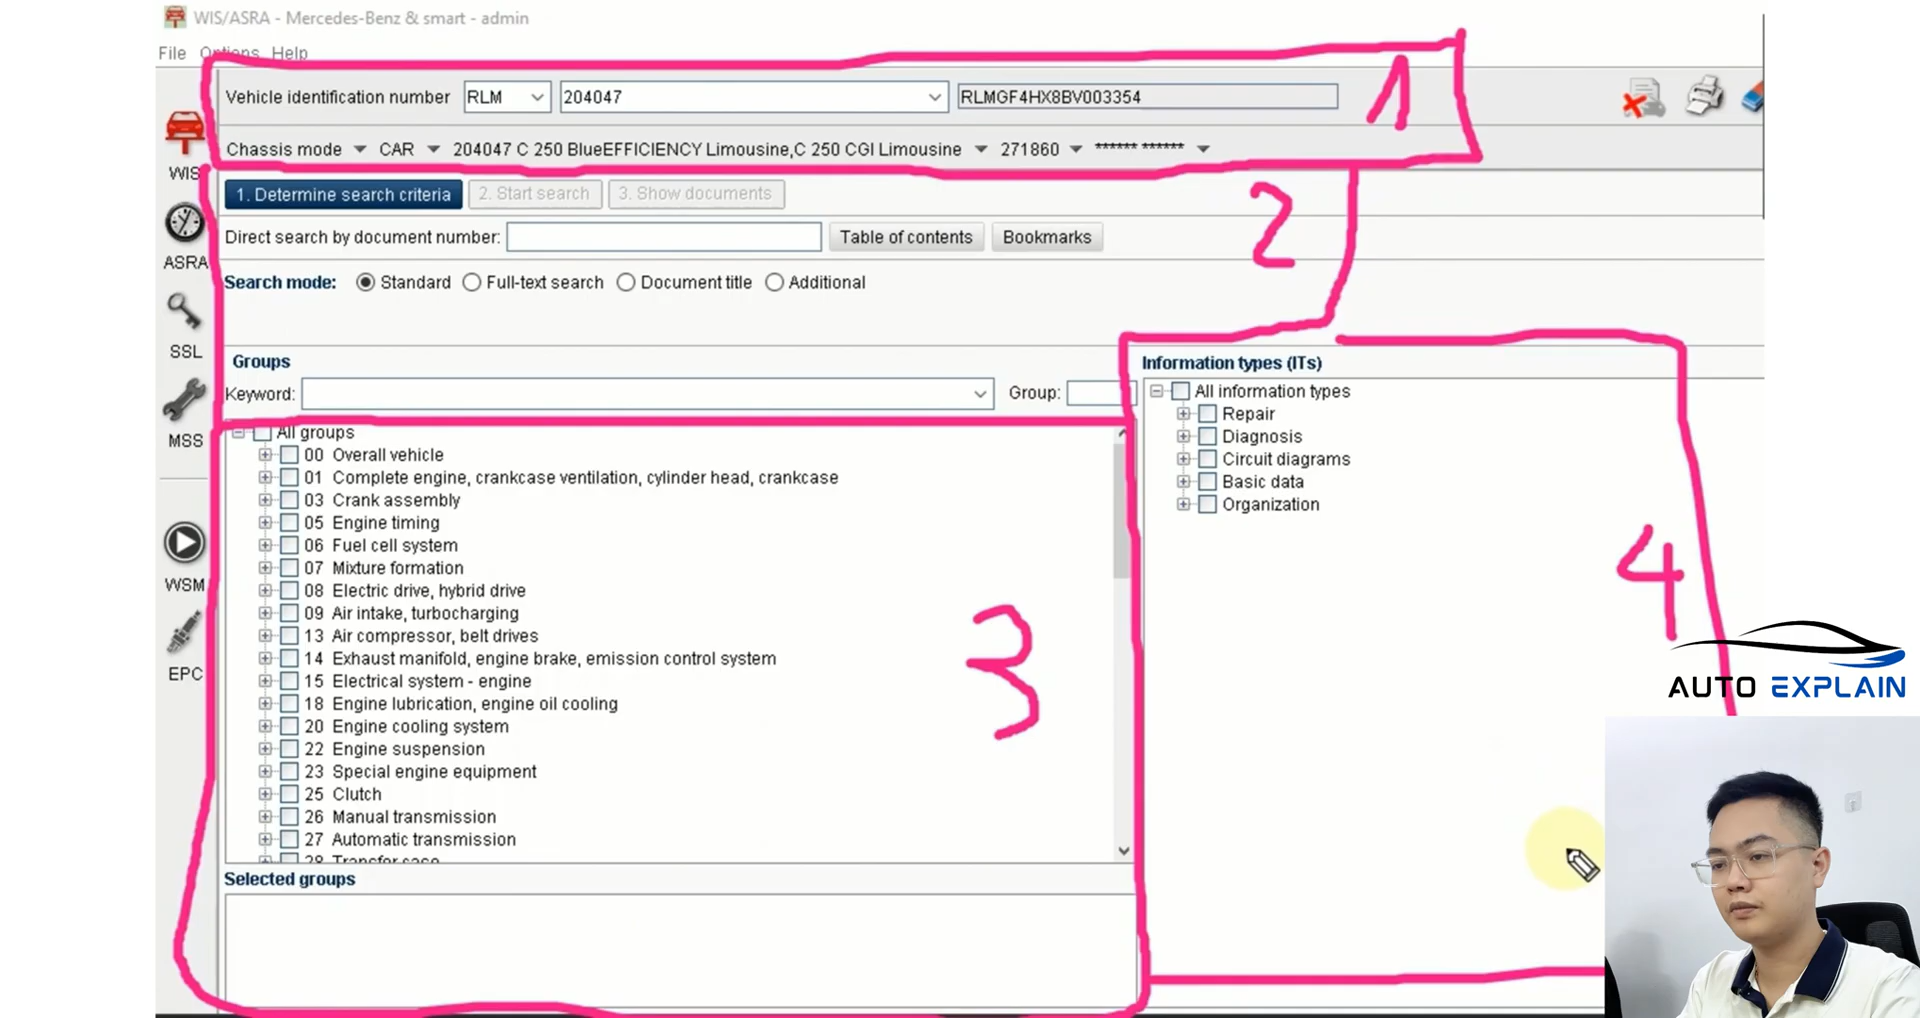 WIS/ASRA - Mercedes-Benz & smart - admin
File Options Help
Vehicle identification number RLM 204047 RLMGF4HX8BV003354
1
Chassis mode CAR 204047 C 250 BlueEFFICIENCY Limousine,C 250 CGI Limousine 271860 ****** ******
WIS
1. Determine search criteria 2. Start search 3. Show documents
2
Direct search by document number: Table of contents Bookmarks
ASRA
Search mode: Standard Full-text search Document title Additional
SSL
Groups
Keyword: Group:
MSS
All groups
00 Overall vehicle
01 Complete engine, crankcase ventilation, cylinder head, crankcase
03 Crank assembly
05 Engine timing
06 Fuel cell system
07 Mixture formation
WSM
08 Electric drive, hybrid drive
09 Air intake, turbocharging
13 Air compressor, belt drives
14 Exhaust manifold, engine brake, emission control system
EPC
15 Electrical system - engine
18 Engine lubrication, engine oil cooling
20 Engine cooling system
22 Engine suspension
23 Special engine equipment
25 Clutch
26 Manual transmission
27 Automatic transmission
28 Transfer case
3
Selected groups
Information types (ITs)
All information types
Repair
Diagnosis
Circuit diagrams
Basic data
Organization
4
AUTO EXPLAIN